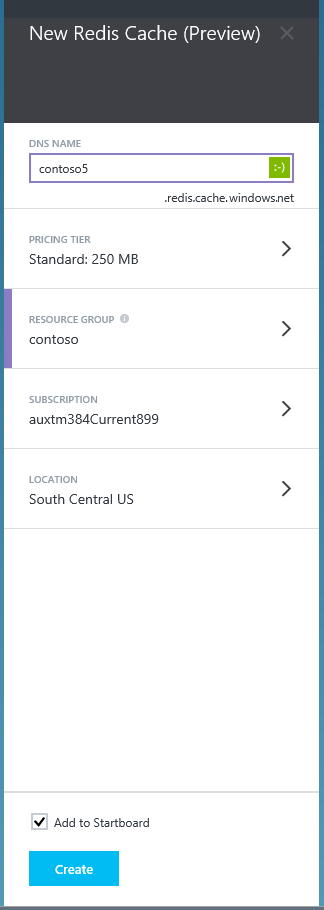 New Redis Cache (Preview)
DNS NAME
contoso5
:-)
.redis.cache.windows.net
PRICING TIER
Standard: 250 MB
RESOURCE GROUP
contoso
SUBSCRIPTION
auxtm384Current899
LOCATION
South Central US
Add to Startboard
Create